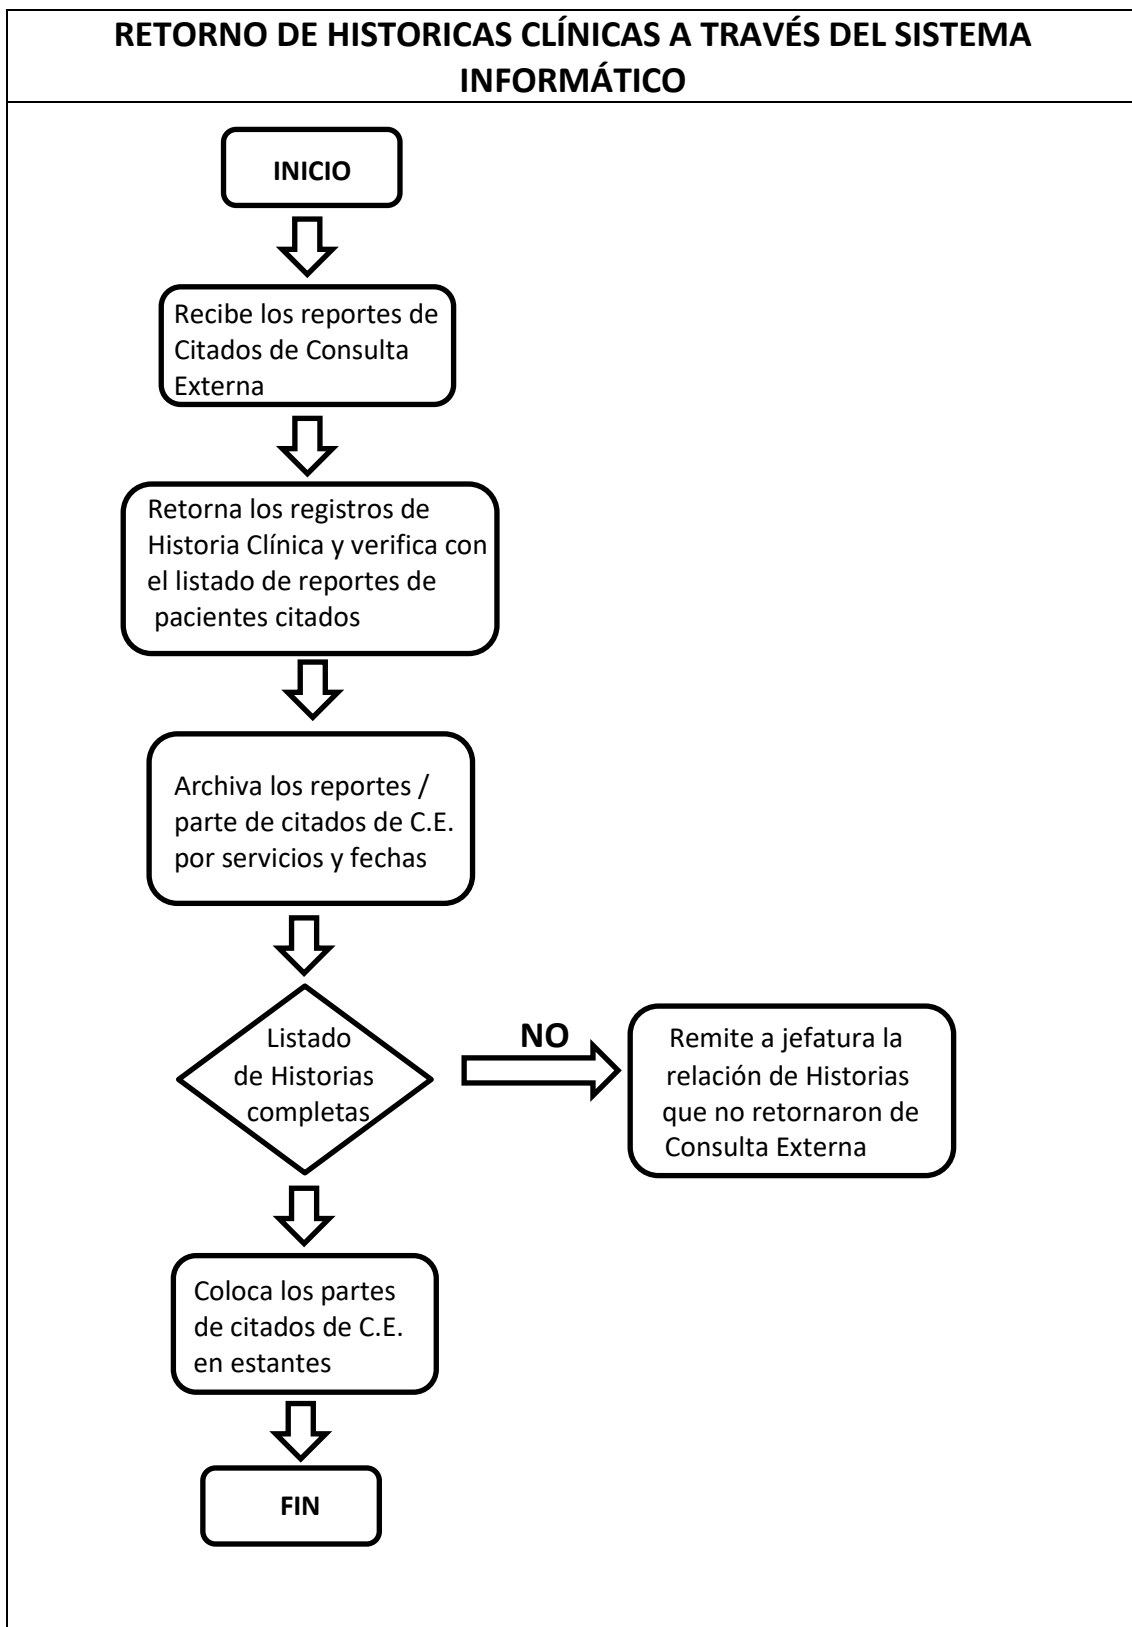 RETORNO DE HISTORICAS CLÍNICAS A TRAVÉS DEL SISTEMA
INFORMÁTICO
INICIO
Recibe los reportes de
Citados de Consulta
Externa
Retorna los registros de
Historia Clínica y verifica con
el listado de reportes de
pacientes citados
Archiva los reportes /
parte de citados de C.E.
por servicios y fechas
Listado
de Historias
completas
NO
Remite a jefatura la
relación de Historias
que no retornaron de
Consulta Externa
Coloca los partes
de citados de C.E.
en estantes
FIN